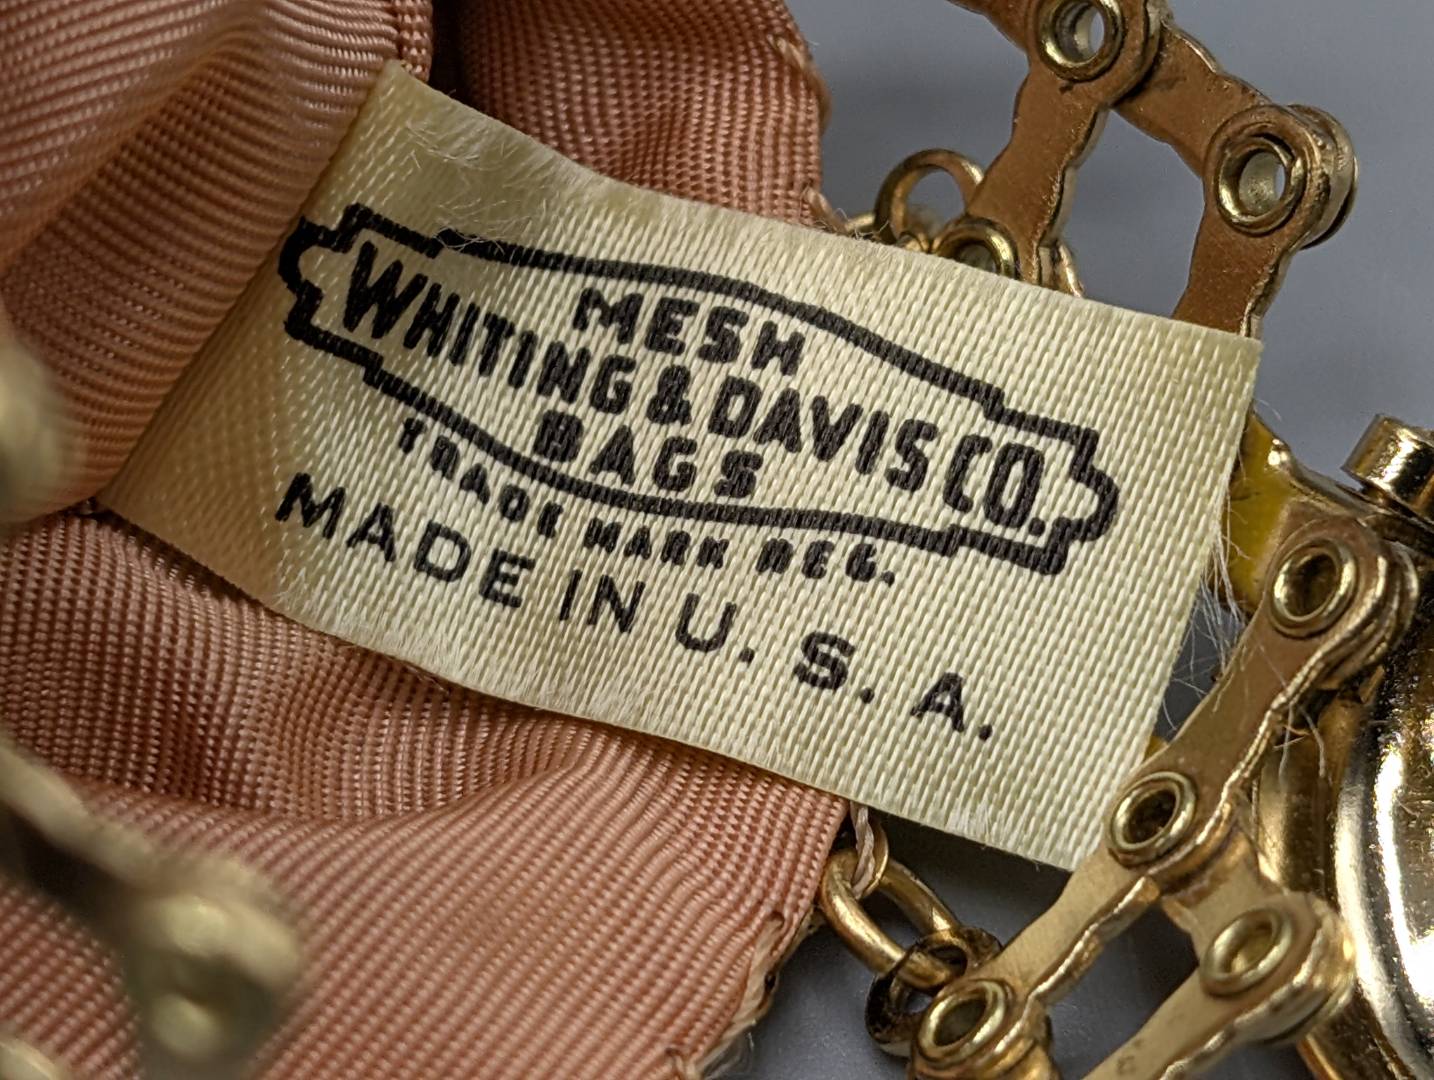 MESH
WHITING & DAVIS CO.
BAGS
TRADE MARK REG.
MADE IN U. S. A.